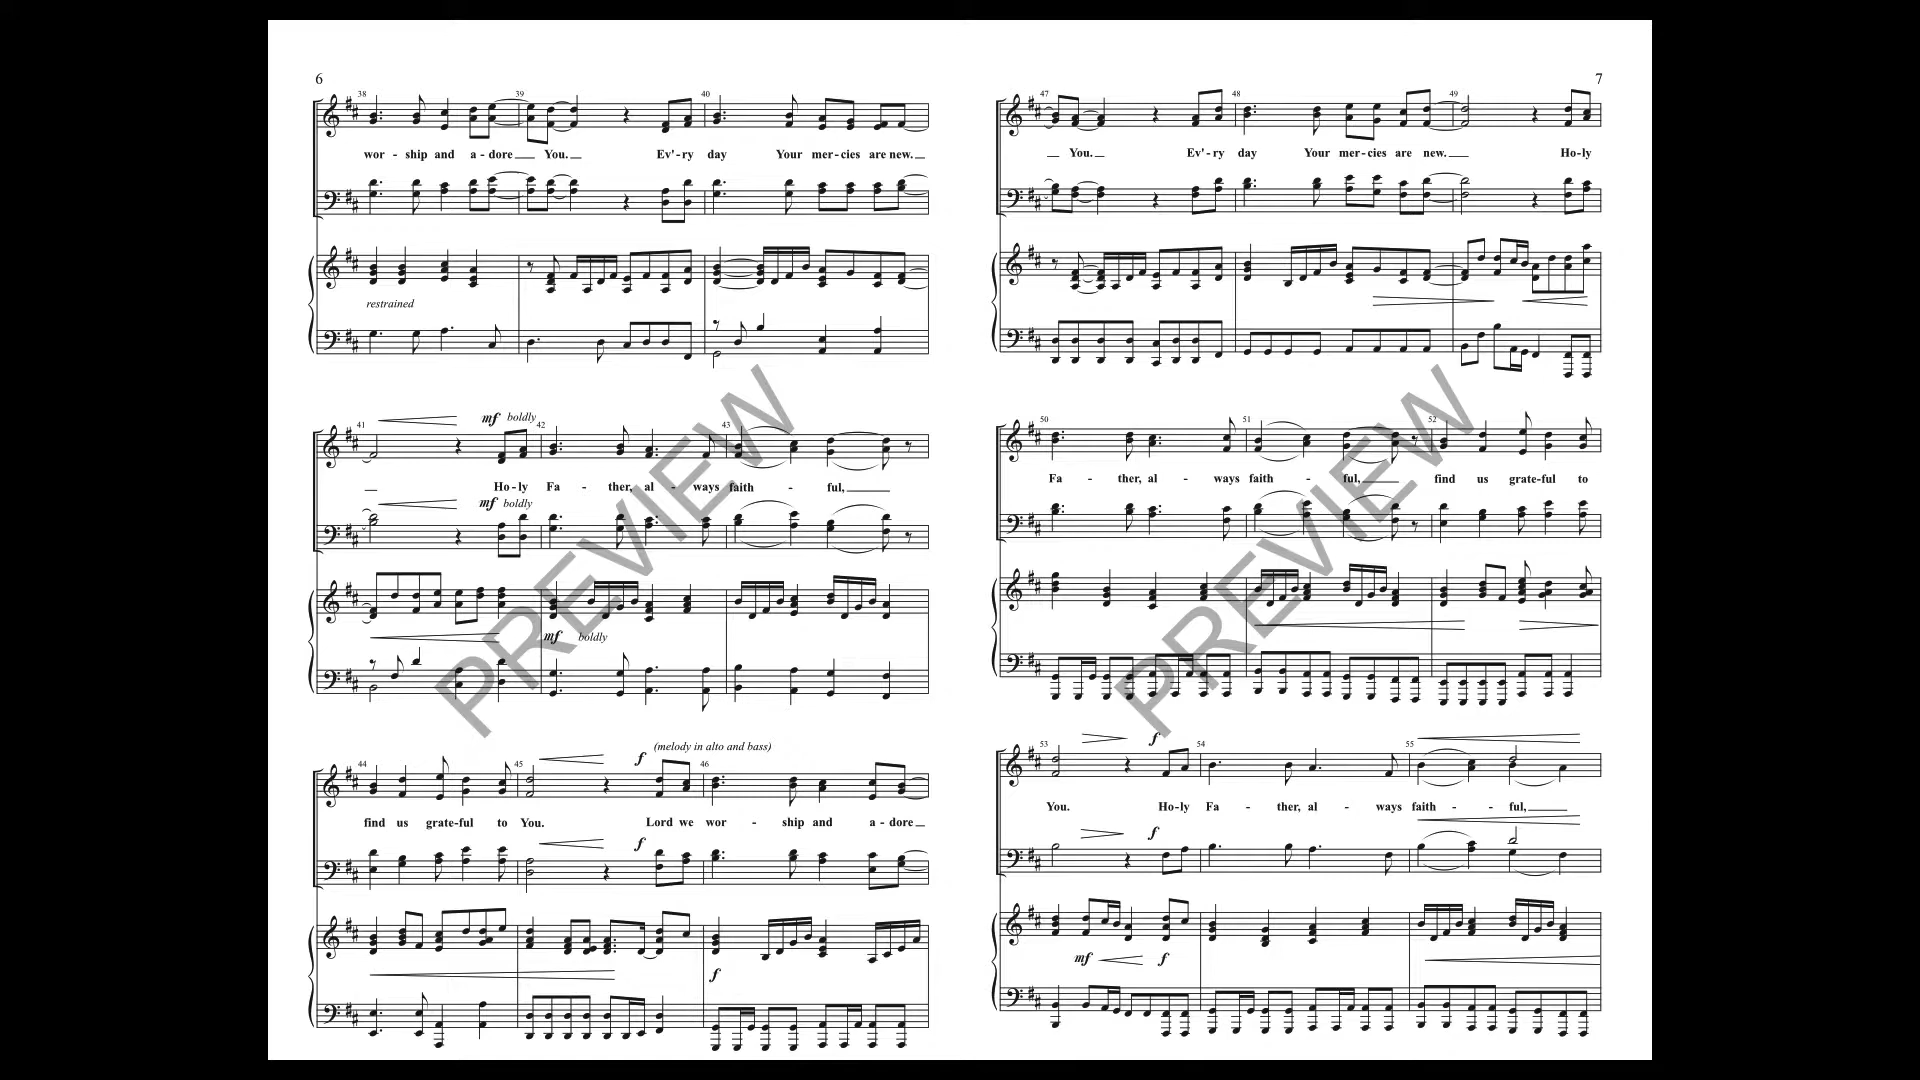 6
38 39 40
wor - ship and a - dore You. Ev' - ry day Your mer - cies are new.
restrained
41 mf boldly 42 43
Ho - ly Fa - ther, al - ways faith - ful,
mf boldly
mf boldly
44 45 f (melody in alto and bass) 46
find us grate - ful to You. Lord we wor - ship and a - dore
f
f
7
47 48 49
You. Ev' - ry day Your mer - cies are new. Ho - ly
50 51 52
Fa - ther, al - ways faith - ful, find us grate - ful to
53 f 54 55
You. Ho - ly Fa - ther, al - ways faith - ful,
f
mf f
PREVIEW
PREVIEW